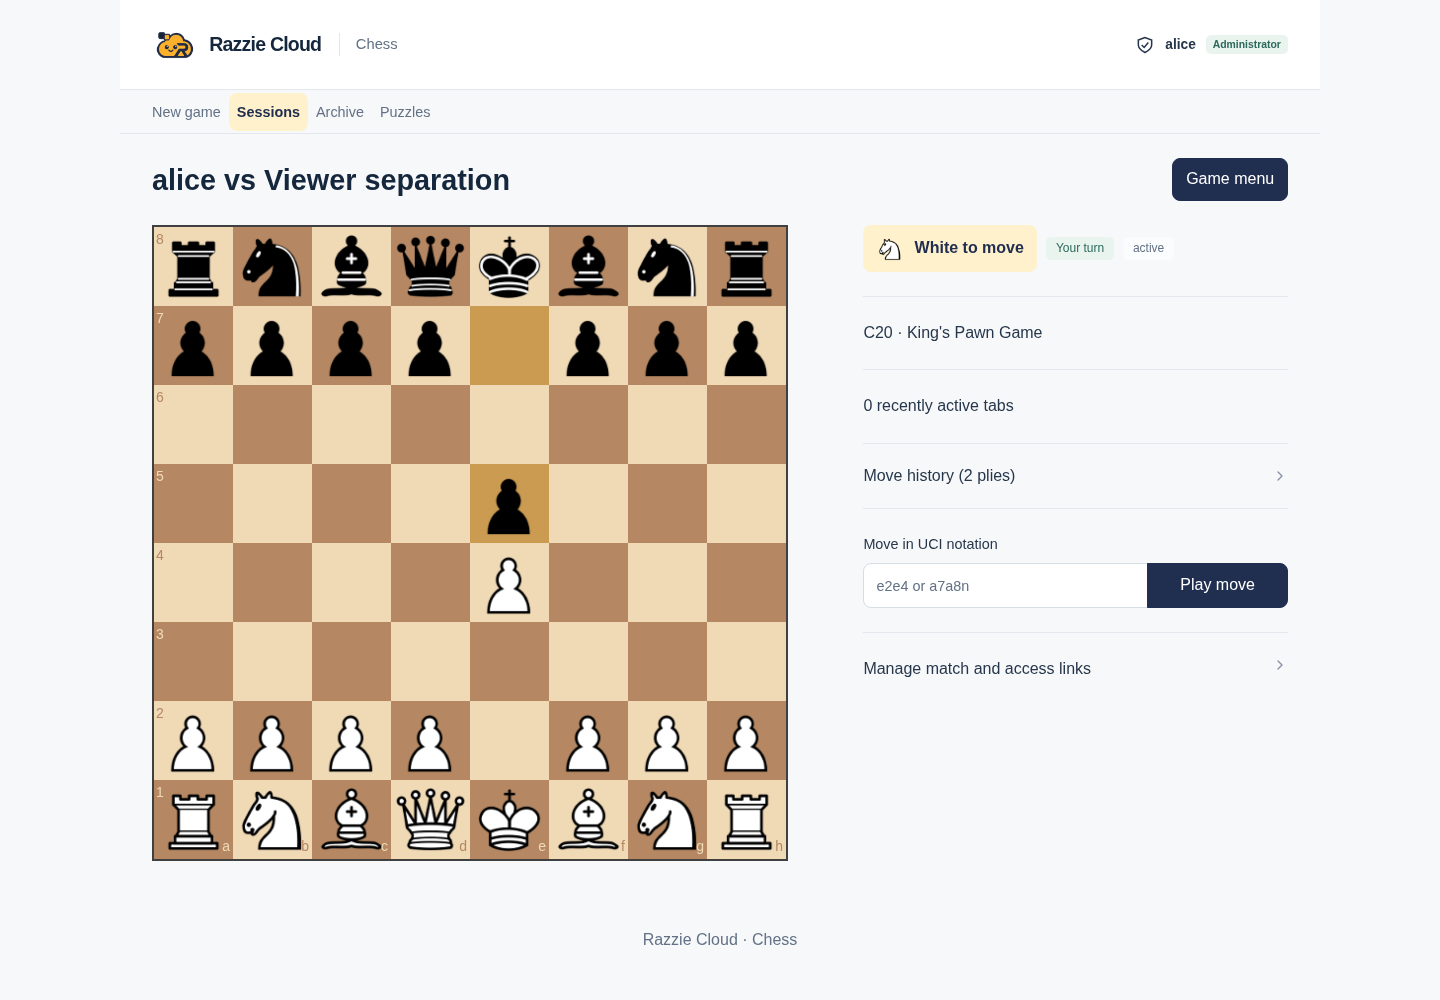 Razzie Cloud
Chess
alice
Administrator
New game
Sessions
Archive
Puzzles
alice vs Viewer separation
Game menu
8
7
6
5
4
3
2
1
a
b
c
d
e
f
g
h
White to move
Your turn
active
C20 · King's Pawn Game
0 recently active tabs
Move history (2 plies)
Move in UCI notation
e2e4 or a7a8n
Play move
Manage match and access links
Razzie Cloud · Chess